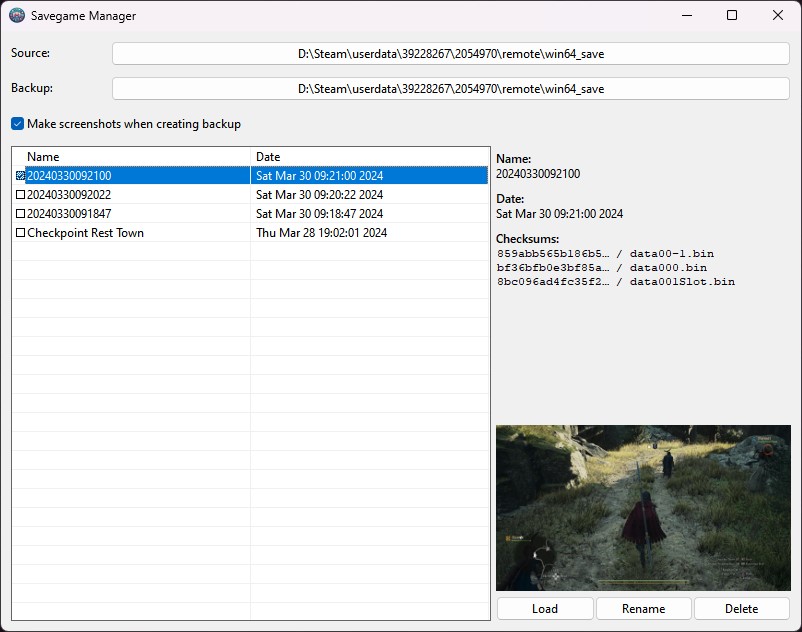 Savegame Manager
Source:
D:\Steam\userdata\39228267\2054970\remote\win64_save
Backup:
D:\Steam\userdata\39228267\2054970\remote\win64_save
Make screenshots when creating backup
Name Date
20240330092100 Sat Mar 30 09:21:00 2024
20240330092022 Sat Mar 30 09:20:22 2024
20240330091847 Sat Mar 30 09:18:47 2024
Checkpoint Rest Town Thu Mar 28 19:02:01 2024
Name:
20240330092100
Date:
Sat Mar 30 09:21:00 2024
Checksums:
859abb565b186b5… / data00-1.bin
bf36bfb0e3bf85a… / data000.bin
8bc096ad4fc35f2… / data001Slot.bin
Load Rename Delete